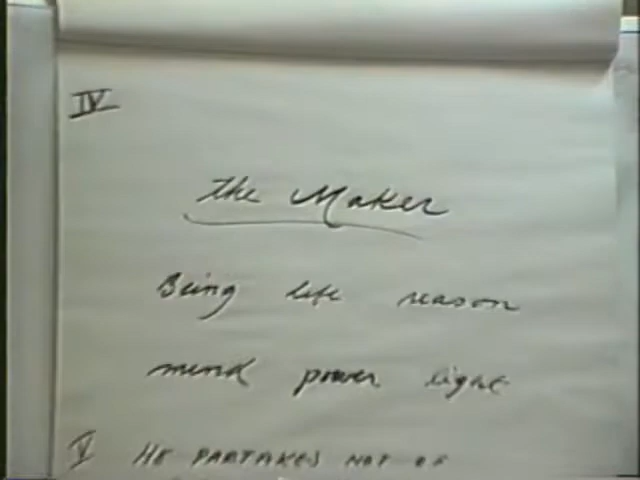 IV
the Maker
Being life reason
mind power light
V HE PARTAKES NOT OF